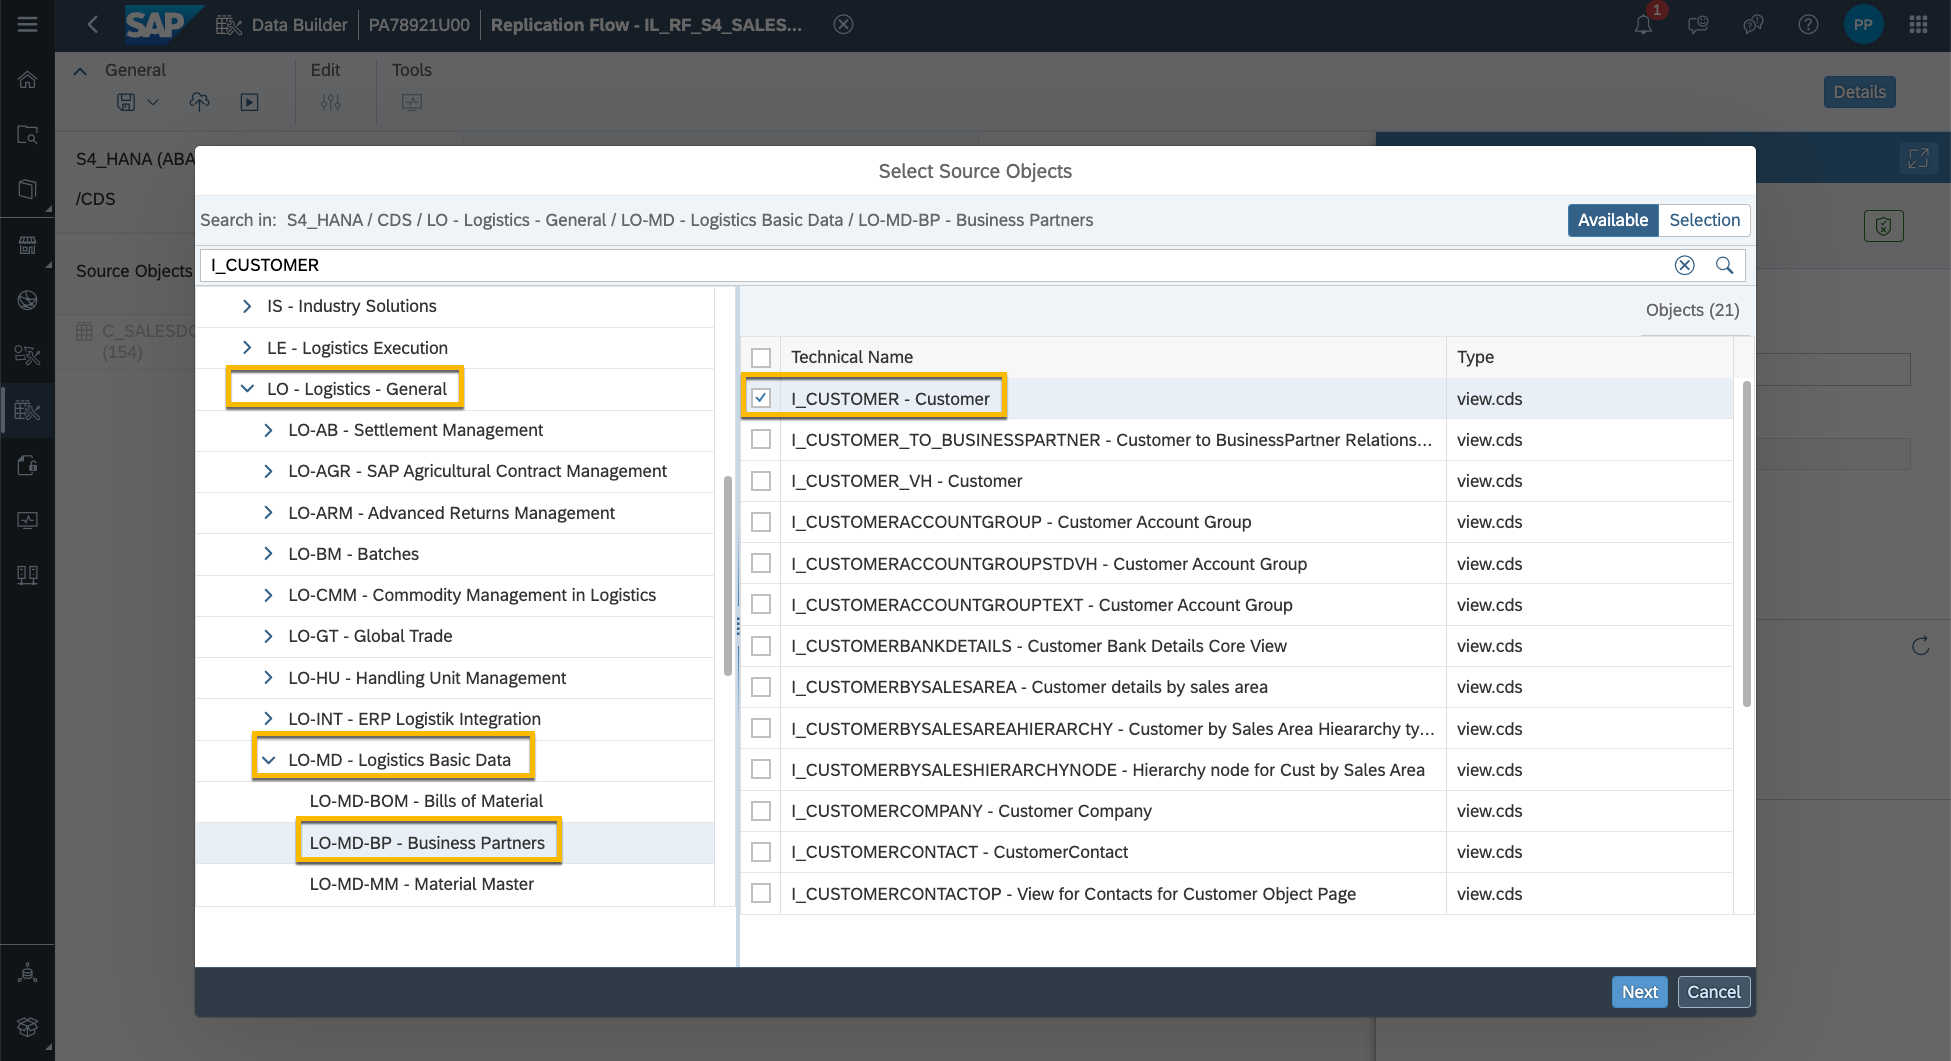 SAP Data Builder PA78921U00 Replication Flow - IL_RF_S4_SALES... 1 PP
General Edit Tools
Details
S4_HANA (ABA
/CDS
Source Objects
C_SALESDO
(154)
Select Source Objects
Search in: S4_HANA / CDS / LO - Logistics - General / LO-MD - Logistics Basic Data / LO-MD-BP - Business Partners
Available Selection
I_CUSTOMER
IS - Industry Solutions
LE - Logistics Execution
LO - Logistics - General
LO-AB - Settlement Management
LO-AGR - SAP Agricultural Contract Management
LO-ARM - Advanced Returns Management
LO-BM - Batches
LO-CMM - Commodity Management in Logistics
LO-GT - Global Trade
LO-HU - Handling Unit Management
LO-INT - ERP Logistik Integration
LO-MD - Logistics Basic Data
LO-MD-BOM - Bills of Material
LO-MD-BP - Business Partners
LO-MD-MM - Material Master
Objects (21)
Technical Name Type
I_CUSTOMER - Customer view.cds
I_CUSTOMER_TO_BUSINESSPARTNER - Customer to BusinessPartner Relations... view.cds
I_CUSTOMER_VH - Customer view.cds
I_CUSTOMERACCOUNTGROUP - Customer Account Group view.cds
I_CUSTOMERACCOUNTGROUPSTDVH - Customer Account Group view.cds
I_CUSTOMERACCOUNTGROUPTEXT - Customer Account Group view.cds
I_CUSTOMERBANKDETAILS - Customer Bank Details Core View view.cds
I_CUSTOMERBYSALESAREA - Customer details by sales area view.cds
I_CUSTOMERBYSALESAREAHIERARCHY - Customer by Sales Area Hieararchy ty... view.cds
I_CUSTOMERBYSALESHIERARCHYNODE - Hierarchy node for Cust by Sales Area view.cds
I_CUSTOMERCOMPANY - Customer Company view.cds
I_CUSTOMERCONTACT - CustomerContact view.cds
I_CUSTOMERCONTACTOP - View for Contacts for Customer Object Page view.cds
Next Cancel